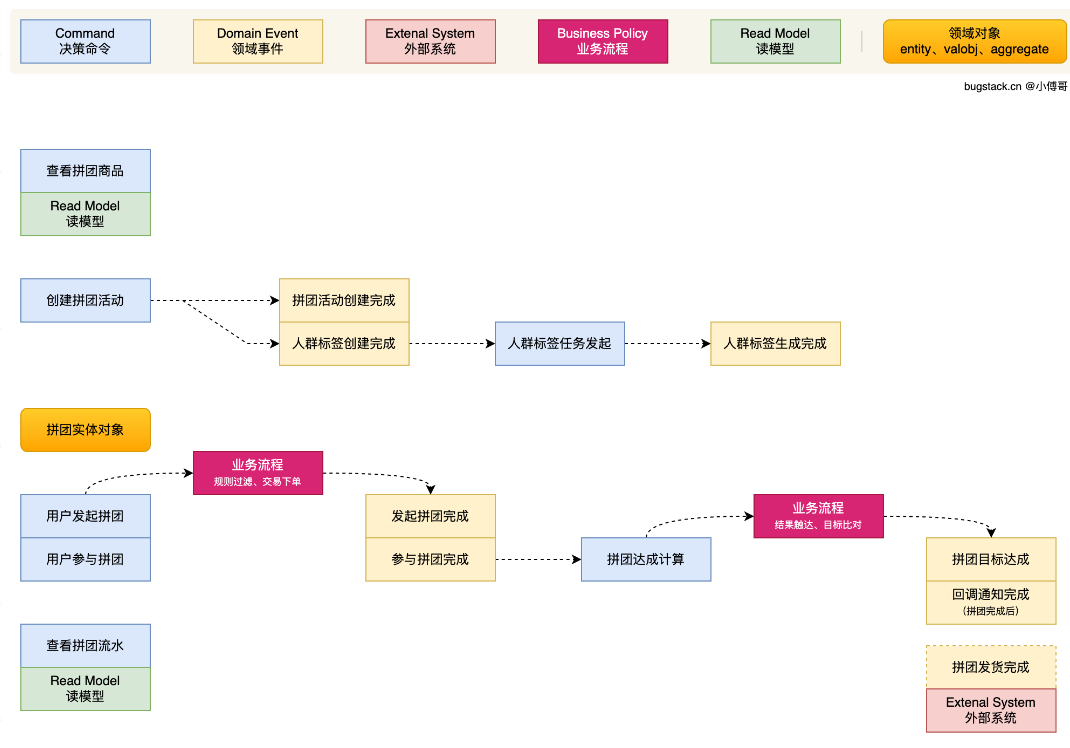 Command
决策命令
Domain Event
领域事件
Extenal System
外部系统
Business Policy
业务流程
Read Model
读模型
领域对象
entity、valobj、aggregate
bugstack.cn @小傅哥
查看拼团商品
Read Model
读模型
创建拼团活动
拼团活动创建完成
人群标签创建完成
人群标签任务发起
人群标签生成完成
拼团实体对象
业务流程
规则过滤、交易下单
用户发起拼团
用户参与拼团
发起拼团完成
参与拼团完成
拼团达成计算
业务流程
结果触达、目标比对
拼团目标达成
回调通知完成
（拼团完成后）
查看拼团流水
Read Model
读模型
拼团发货完成
Extenal System
外部系统